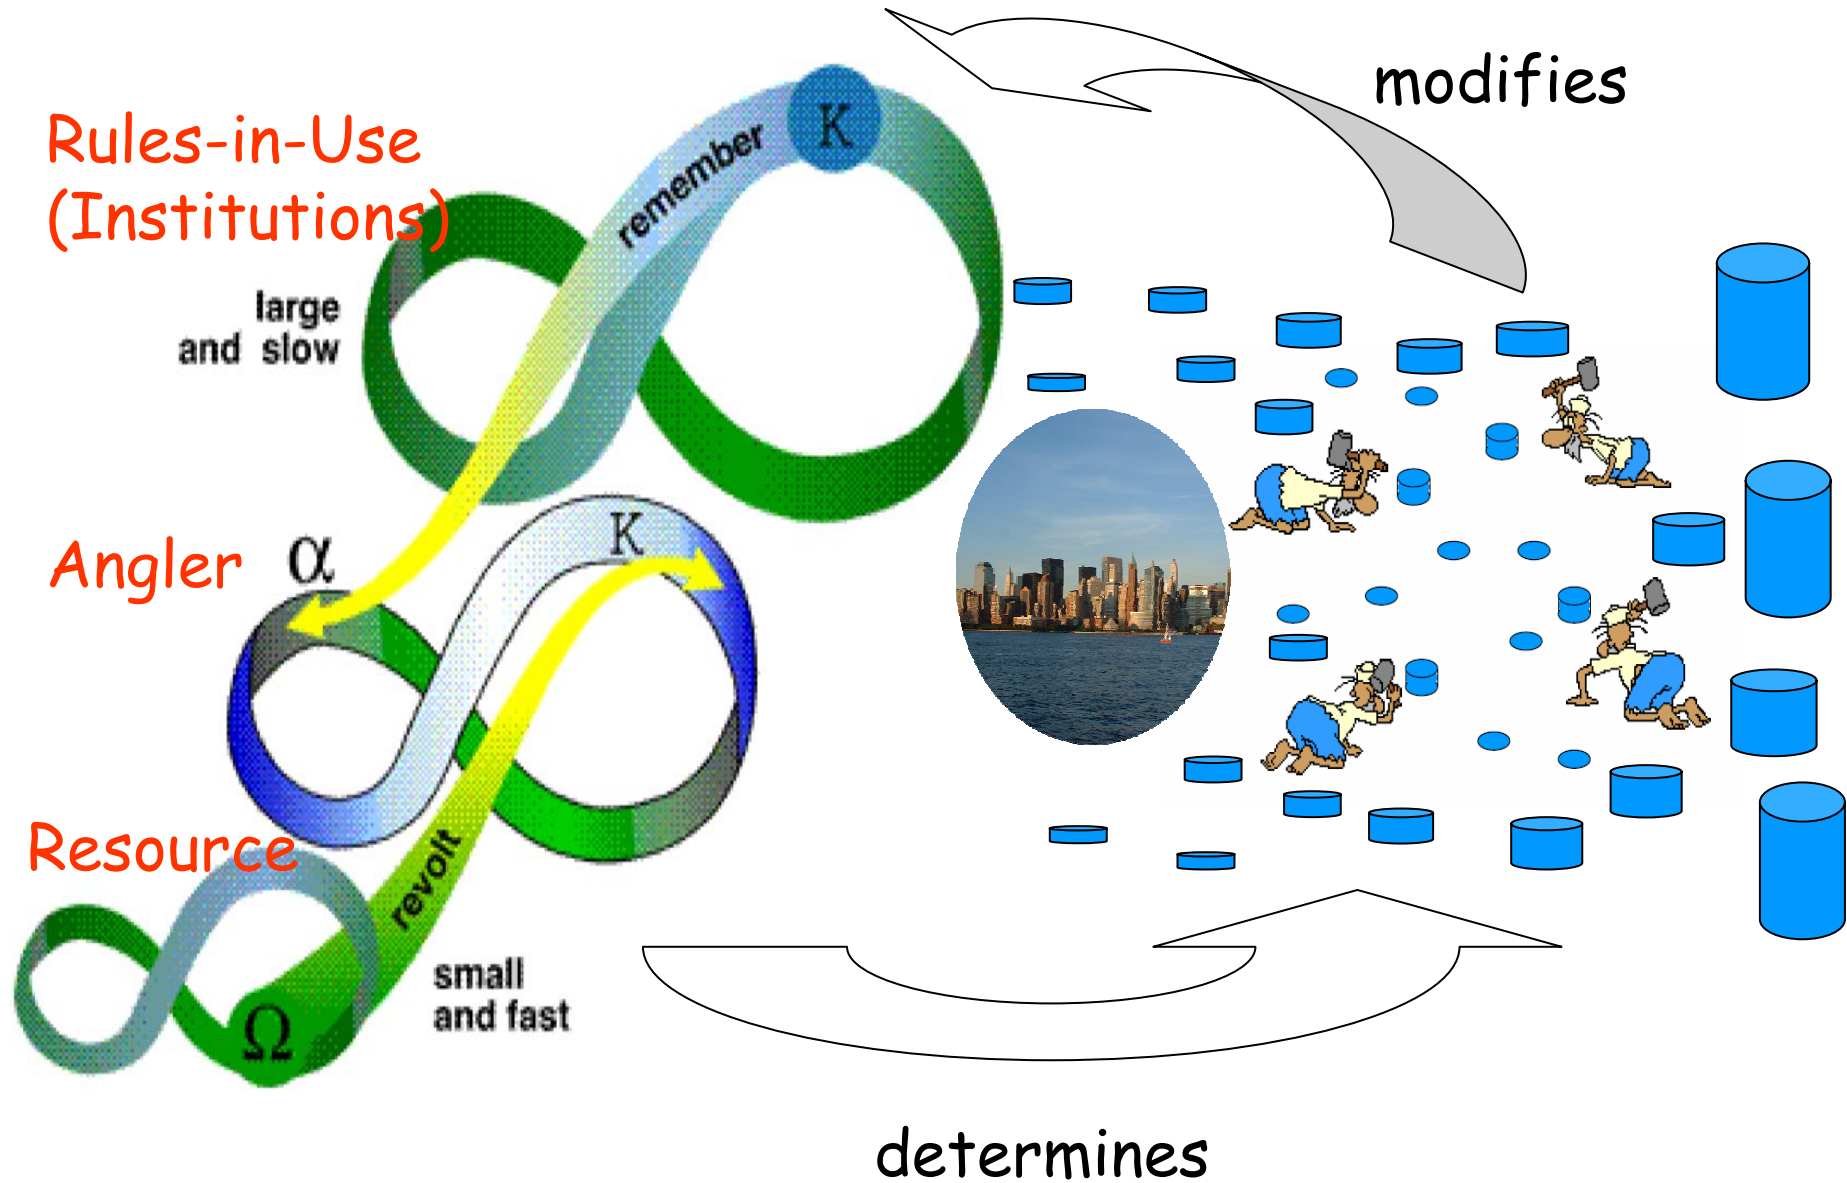 modifies
K
Rules-in-Use
(Institutions)
remember
large
and slow
K
Angler
α
Resource
revolt
small
and fast
Ω
determines